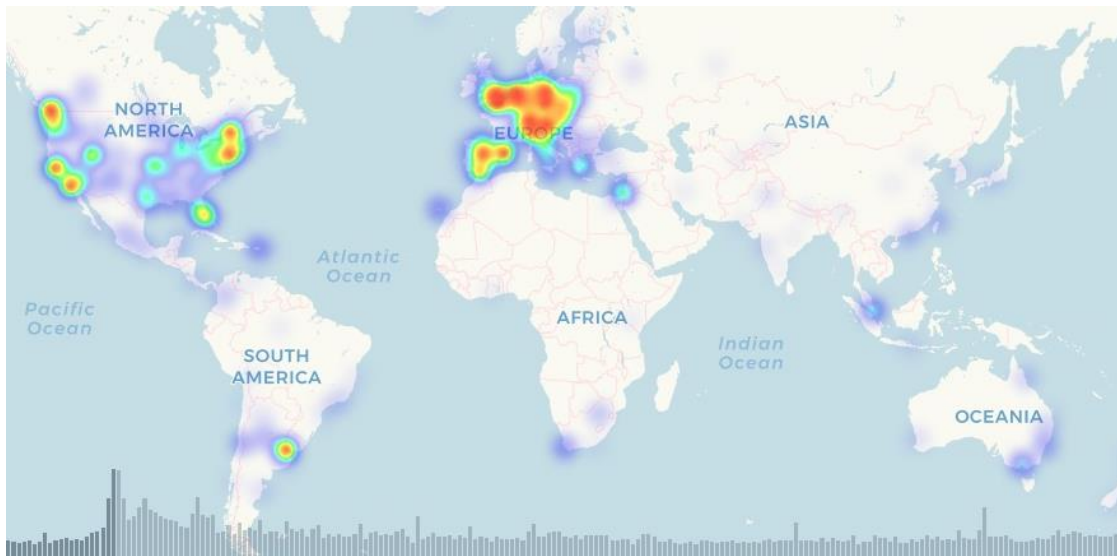 NORTH
AMERICA
EUROPE
ASIA
Atlantic
Ocean
Pacific
Ocean
AFRICA
Indian
Ocean
SOUTH
AMERICA
OCEANIA